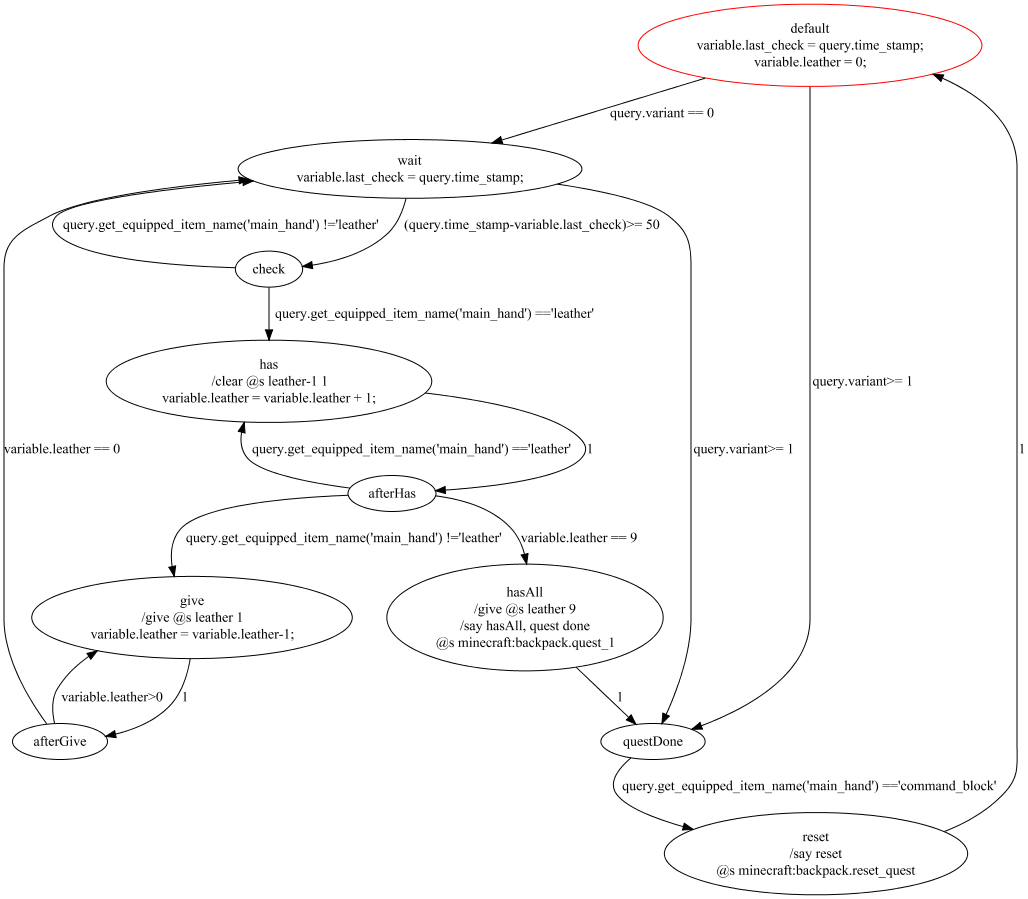 default
variable.last_check = query.time_stamp;
variable.leather = 0;
query.variant == 0
wait
variable.last_check = query.time_stamp;
query.get_equipped_item_name('main_hand') !='leather'
(query.time_stamp-variable.last_check)>= 50
check
query.get_equipped_item_name('main_hand') =='leather'
has
/clear @s leather-1 1
variable.leather = variable.leather + 1;
query.variant>= 1
variable.leather == 0
query.get_equipped_item_name('main_hand') =='leather'
1
query.variant>= 1
1
afterHas
query.get_equipped_item_name('main_hand') !='leather'
variable.leather == 9
give
/give @s leather 1
variable.leather = variable.leather-1;
hasAll
/give @s leather 9
/say hasAll, quest done
@s minecraft:backpack.quest_1
variable.leather>0
1
1
afterGive
questDone
query.get_equipped_item_name('main_hand') =='command_block'
reset
/say reset
@s minecraft:backpack.reset_quest